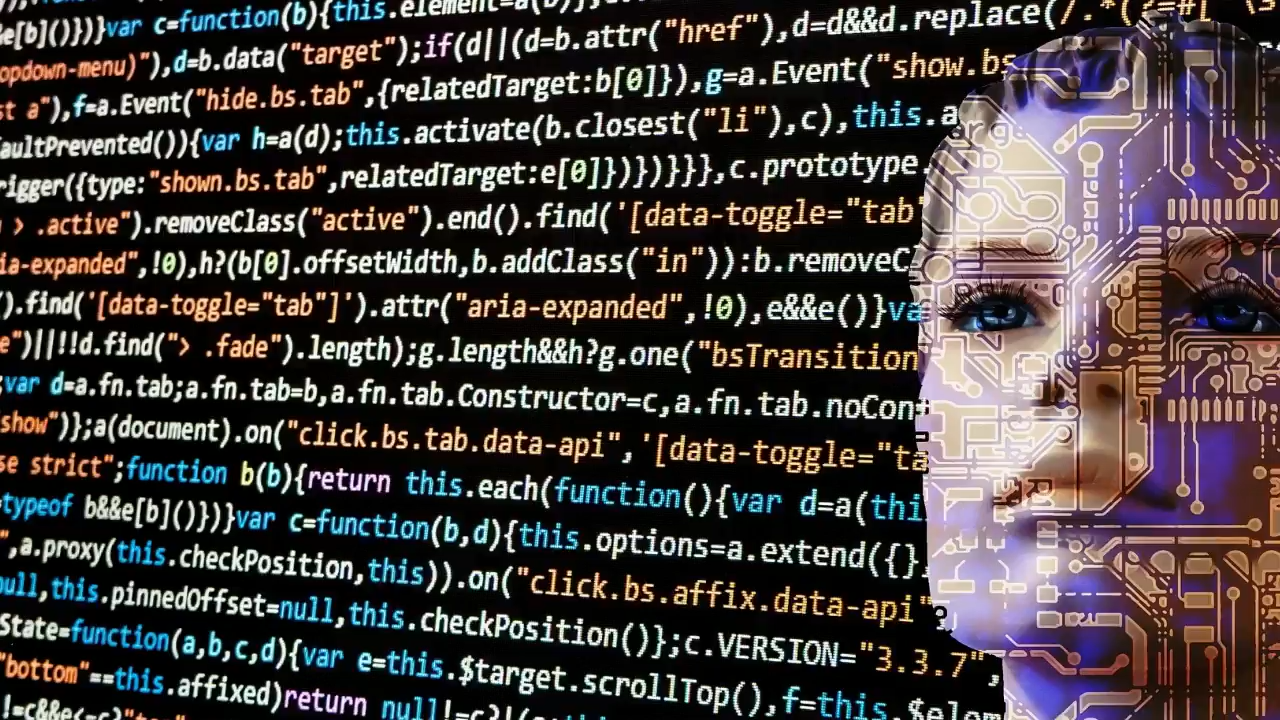 e[b]()})}var c=function(b){this.element=a(b)};
opdown-menu)"),d=b.data("target");if(d||(d=b.attr("href"),d=d&&d.replace(/.*(?=#[^\s
st a"),f=a.Event("hide.bs.tab",{relatedTarget:b[0]}),g=a.Event("show.bs
aultPrevented()){var h=a(d);this.activate(b.closest("li"),c),this.a
rigger({type:"shown.bs.tab",relatedTarget:e[0]})})}}},c.prototype.
> .active").removeClass("active").end().find('[data-toggle="tab"
ia-expanded",!0),h?(b[0].offsetWidth,b.addClass("in")):b.removeC
).find('[data-toggle="tab"]').attr("aria-expanded",!0),e&&e()}va
e")||!!d.find("> .fade").length);g.length&&h?g.one("bsTransition
;var d=a.fn.tab;a.fn.tab=b,a.fn.tab.Constructor=c,a.fn.tab.noConf
show")};a(document).on("click.bs.tab.data-api",'[data-toggle="ta
se strict";function b(b){return this.each(function(){var d=a(thi
typeof b&&e[b]()})}var c=function(b,d){this.options=a.extend({},
",a.proxy(this.checkPosition,this)).on("click.bs.affix.data-api"
null,this.pinnedOffset=null,this.checkPosition()};c.VERSION="3.3.7",
State=function(a,b,c,d){var e=this.$target.scrollTop(),f=this.$elem
"bottom"==this.affixed)return null!=c?!(e+this